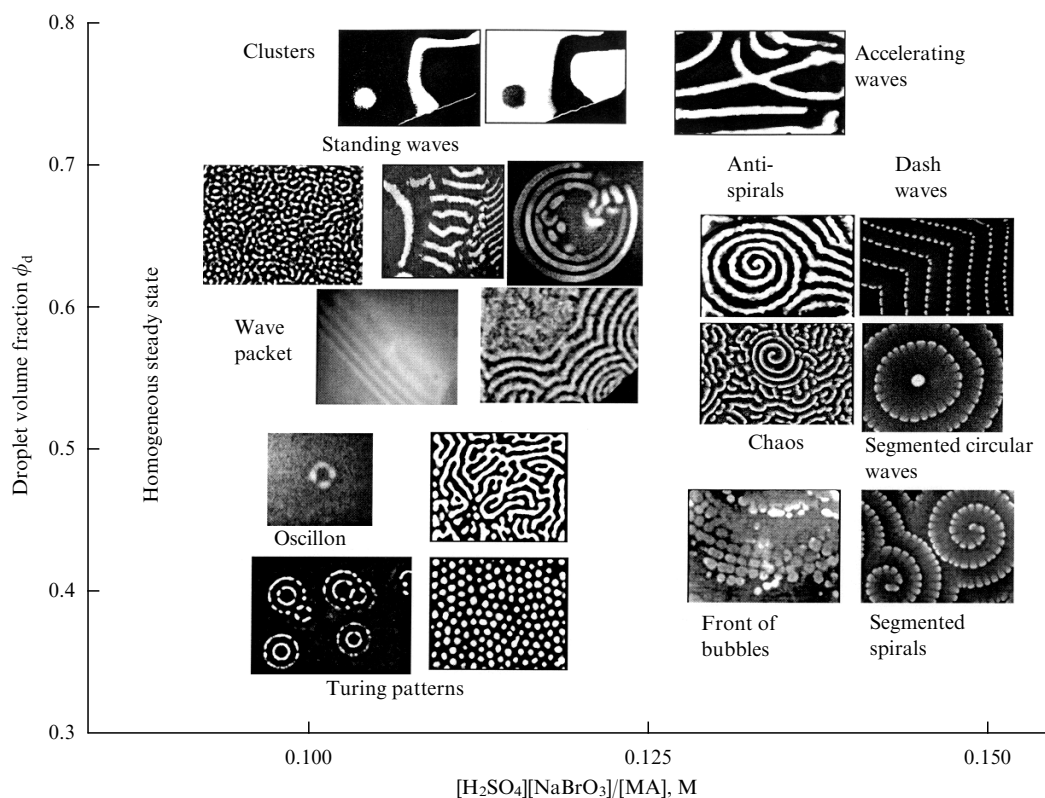 0.8
Clusters
Accelerating
waves
Standing waves
0.7
Anti-
spirals
Dash
waves
Droplet volume fraction ϕd
Homogeneous steady state
0.6
Wave
packet
0.5
Chaos
Segmented circular
waves
Oscillon
0.4
Front of
bubbles
Segmented
spirals
Turing patterns
0.3
0.100
0.125
0.150
[H₂SO₄][NaBrO₃]/[MA], M